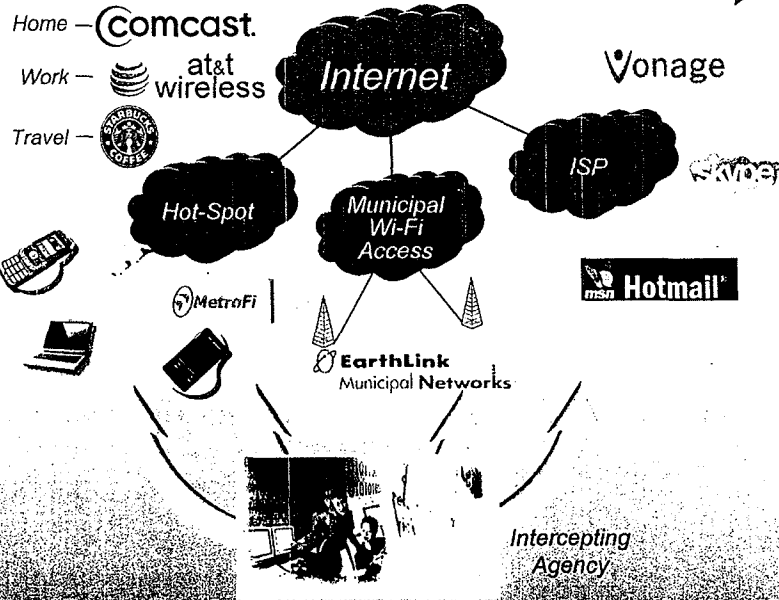 Home –
comcast.
Work –
at&t
wireless
Travel –
STARBUCKS
COFFEE
Internet
Vonage
Hot-Spot
Municipal
Wi-Fi
Access
ISP
skype
MetroFi
msn Hotmail
EarthLink
Municipal Networks
Intercepting
Agency